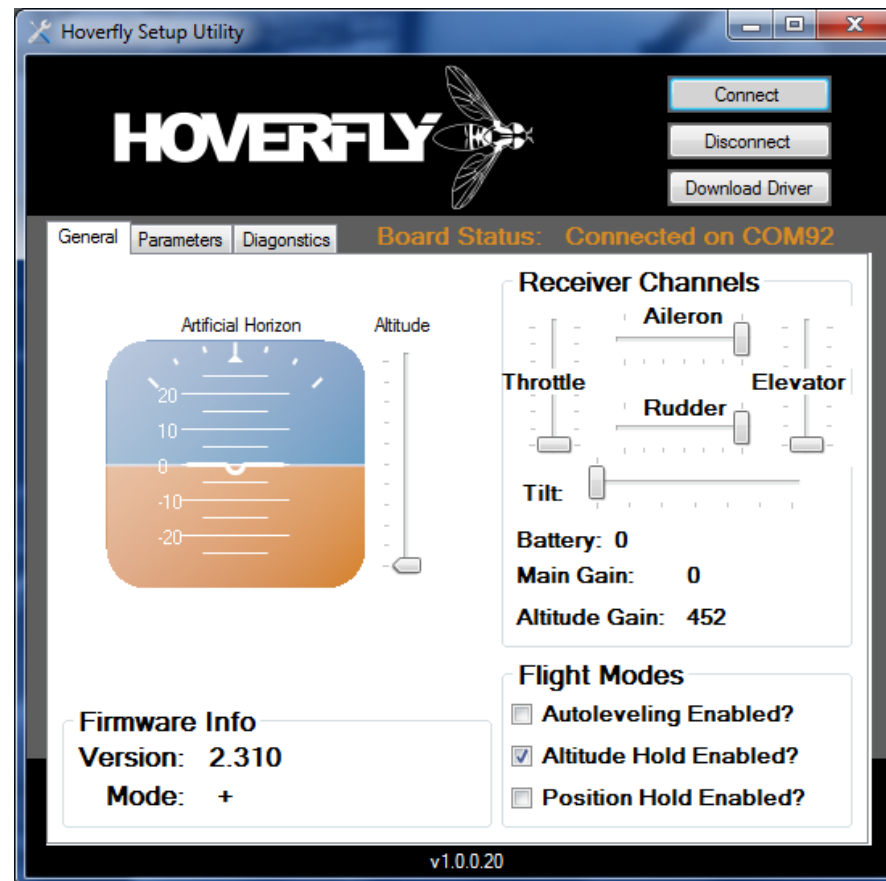 Hoverfly Setup Utility
HOVERFLY
Connect
Disconnect
Download Driver
General
Parameters
Diagonstics
Board Status: Connected on COM92
Artificial Horizon
Altitude
20
10
0
-10
-20
Receiver Channels
Aileron
Throttle
Elevator
Rudder
Tilt:
Battery: 0
Main Gain: 0
Altitude Gain: 452
Firmware Info
Version: 2.310
Mode: +
Flight Modes
Autoleveling Enabled?
Altitude Hold Enabled?
Position Hold Enabled?
v1.0.0.20